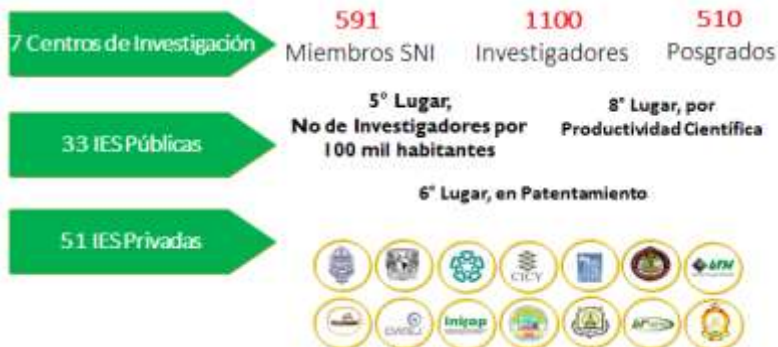 7 Centros de Investigación
591
Miembros SNI
1100
Investigadores
510
Posgrados
33 IES Públicas
5° Lugar,
No de Investigadores por
100 mil habitantes
8° Lugar, por
Productividad Científica
6° Lugar, en Patentamiento
51 IES Privadas
CICY
inifap